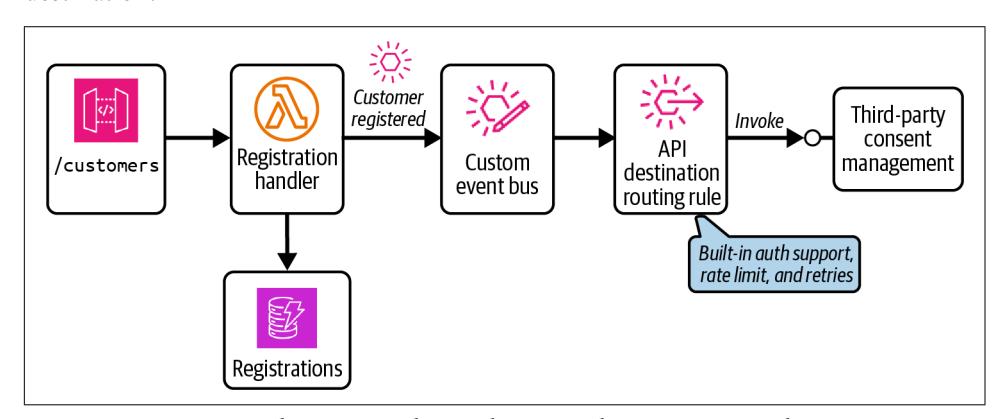 /customers
Registration
handler
Customer
registered
Custom
event bus
API
destination
routing rule
Invoke
Third-party
consent
management
Built-in auth support,
rate limit, and retries
Registrations